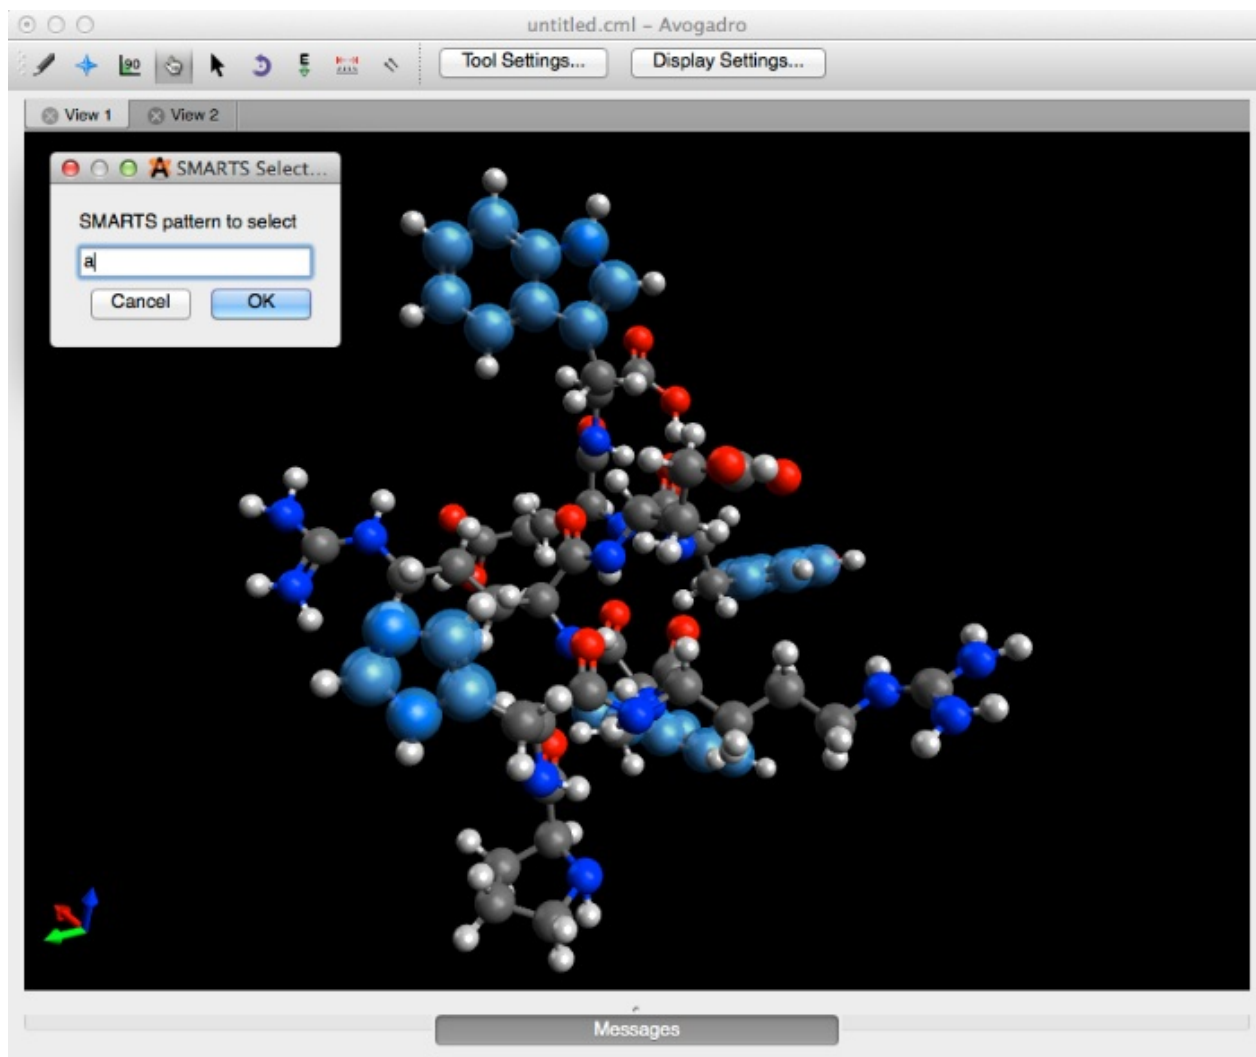 untitled.cml – Avogadro
90
E
Tool Settings...
Display Settings...
View 1
View 2
SMARTS Select...
SMARTS pattern to select
a
Cancel
OK
Messages